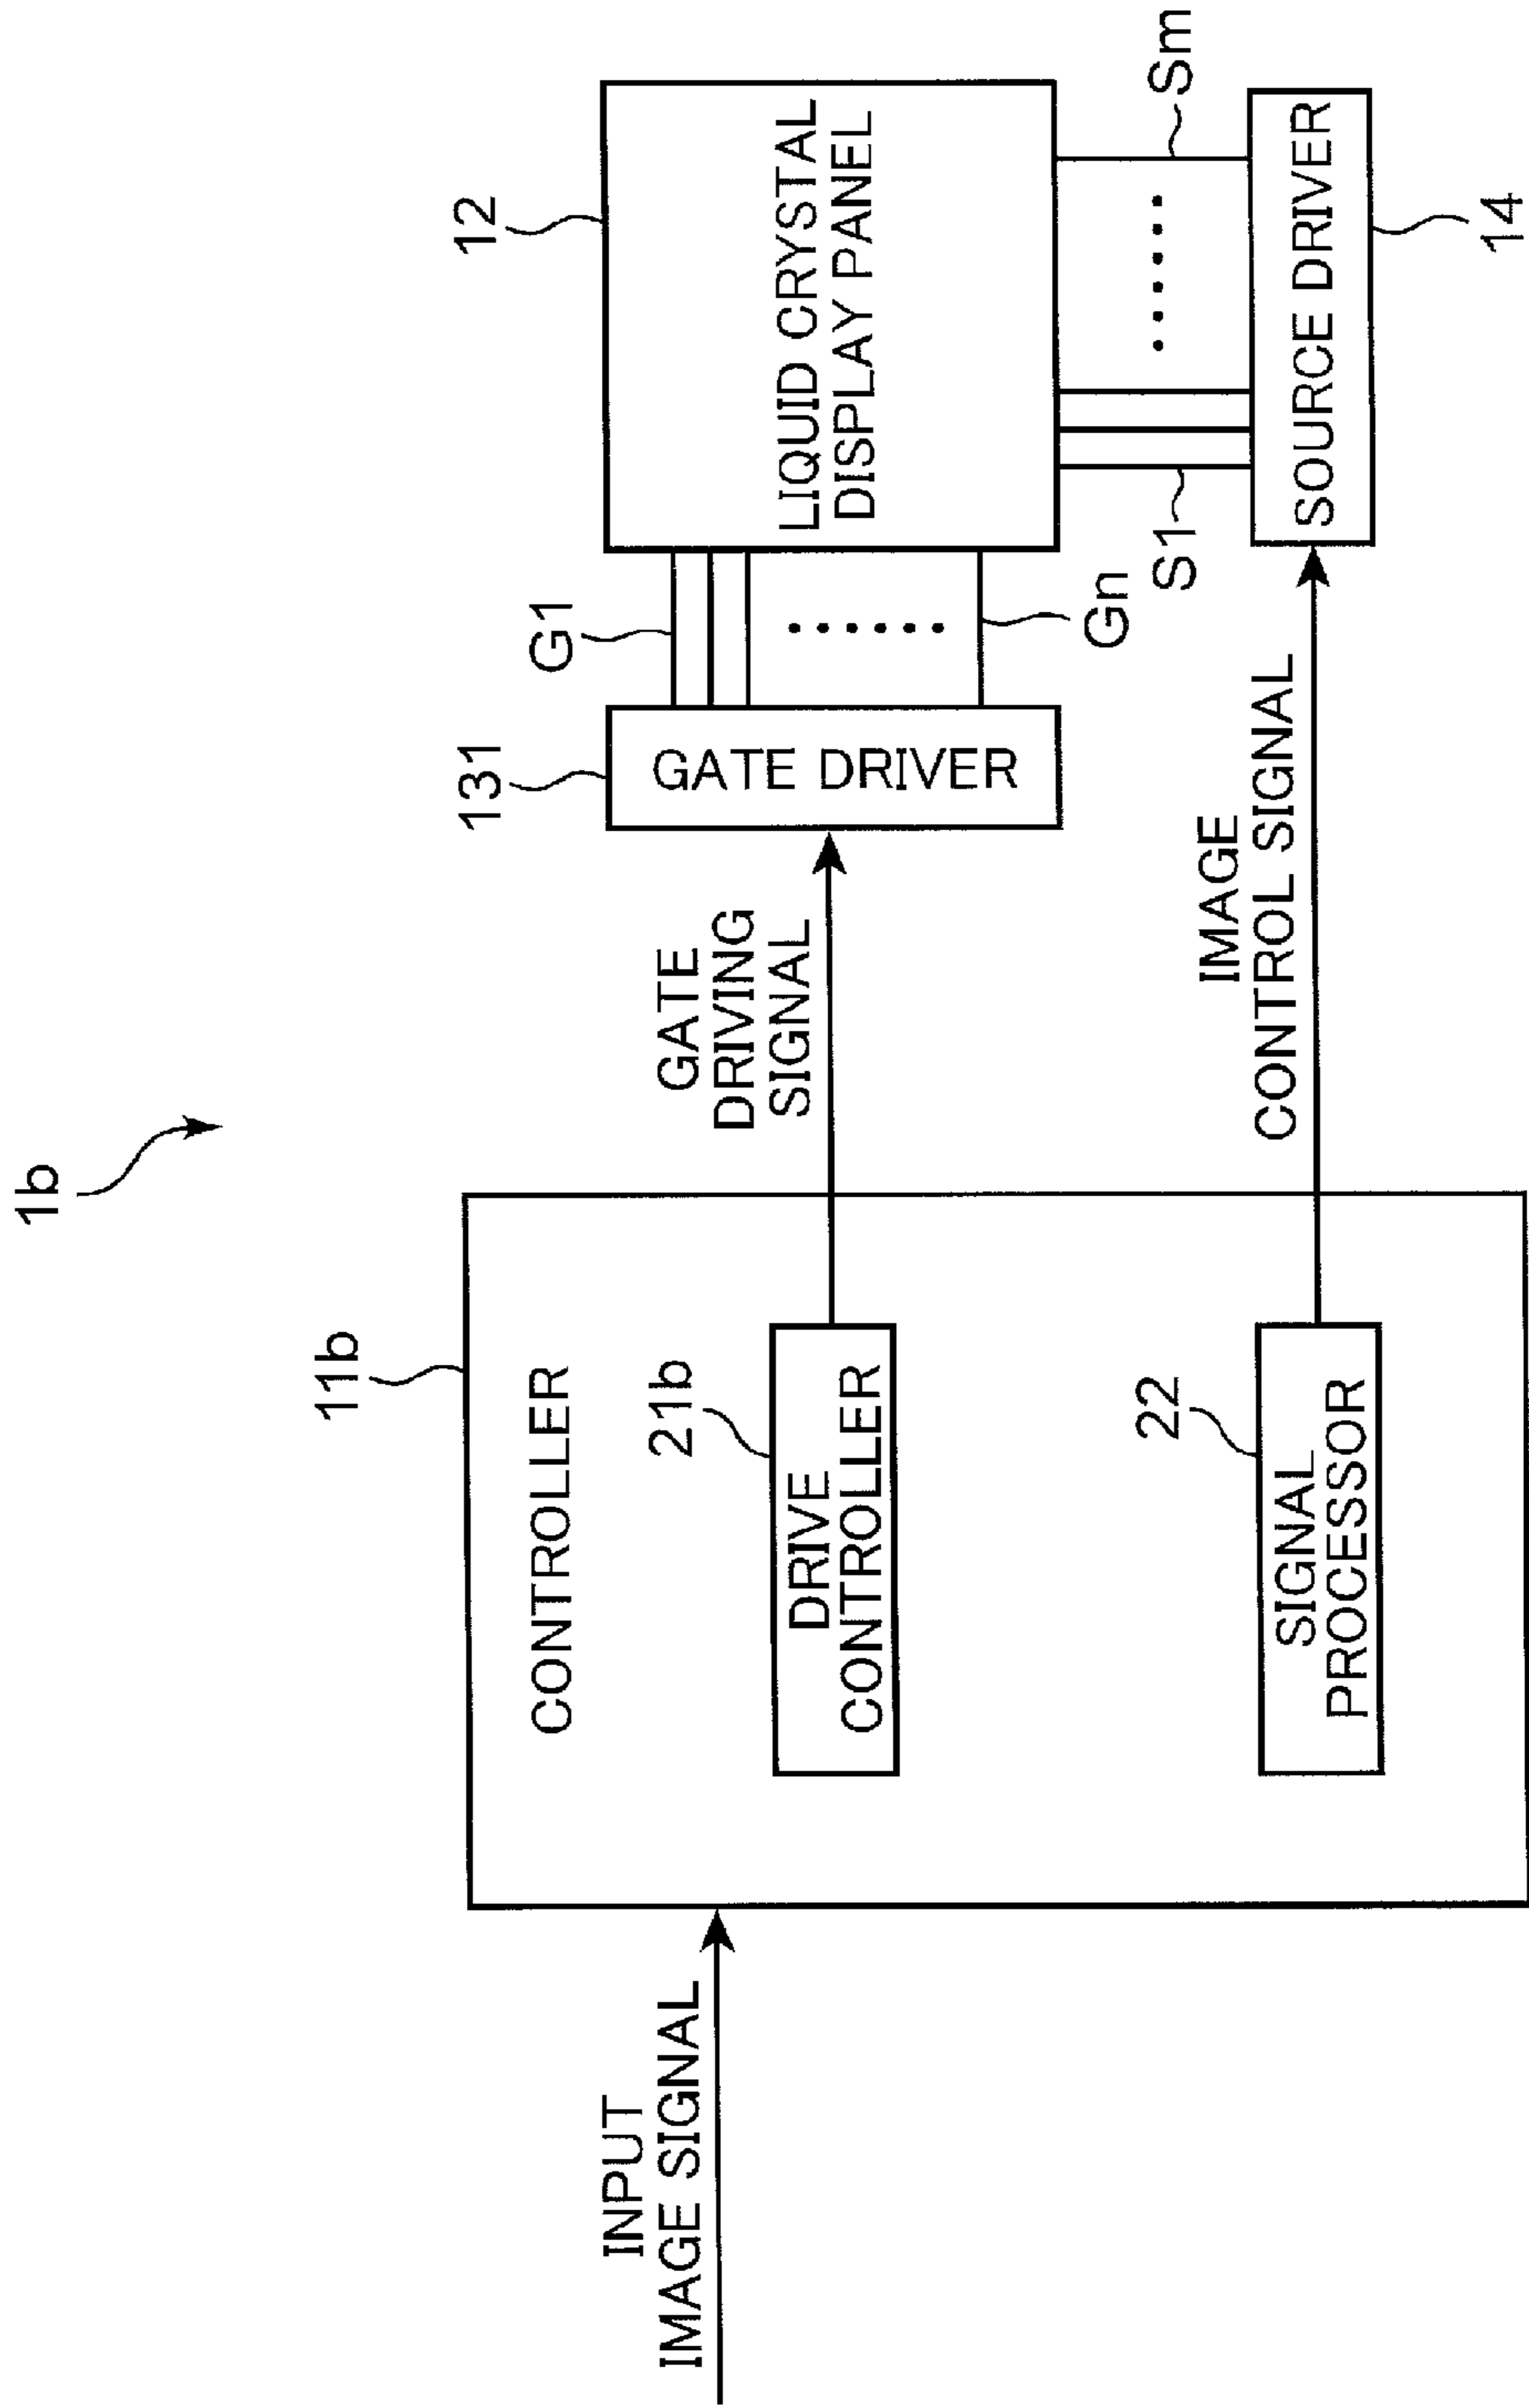 1b
11b
CONTROLLER
21b
DRIVE
CONTROLLER
22
SIGNAL
PROCESSOR
INPUT
IMAGE SIGNAL
GATE
DRIVING
SIGNAL
IMAGE
CONTROL SIGNAL
131
GATE DRIVER
G1
Gn
12
LIQUID CRYSTAL
DISPLAY PANEL
S1
Sm
SOURCE DRIVER
14